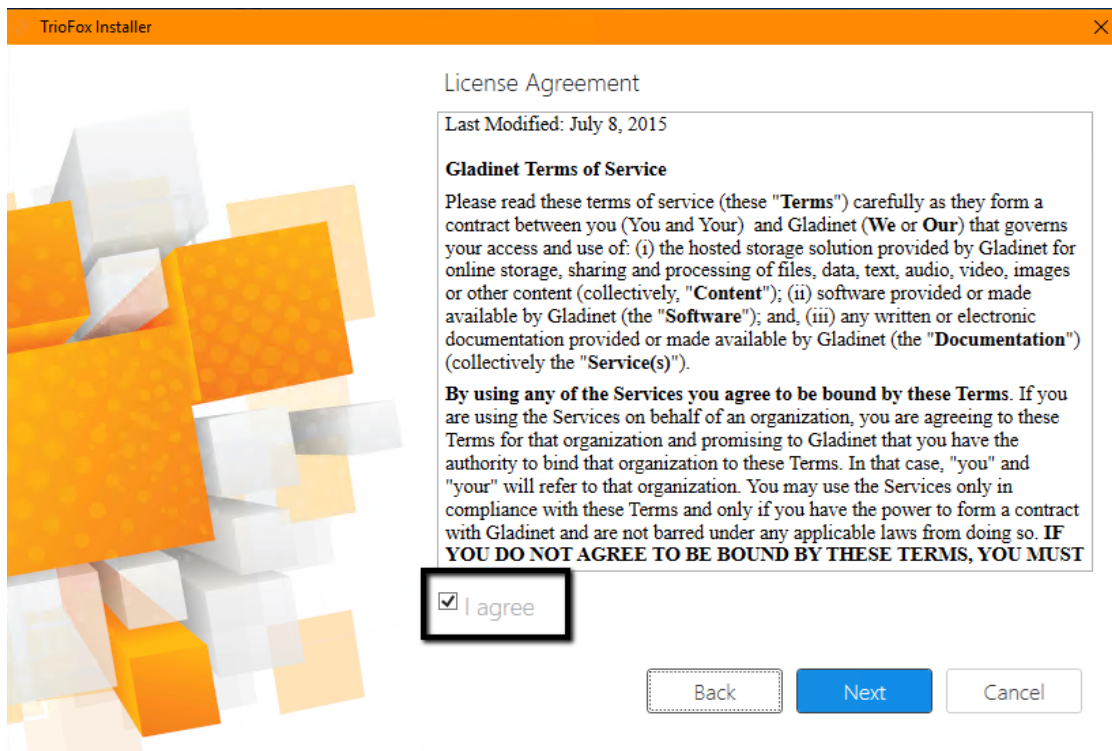 TrioFox Installer
License Agreement
Last Modified: July 8, 2015
Gladinet Terms of Service
Please read these terms of service (these "Terms") carefully as they form a
contract between you (You and Your)  and Gladinet (We or Our) that governs
your access and use of: (i) the hosted storage solution provided by Gladinet for
online storage, sharing and processing of files, data, text, audio, video, images
or other content (collectively, "Content"); (ii) software provided or made
available by Gladinet (the "Software"); and, (iii) any written or electronic
documentation provided or made available by Gladinet (the "Documentation")
(collectively the "Service(s)").
By using any of the Services you agree to be bound by these Terms. If you
are using the Services on behalf of an organization, you are agreeing to these
Terms for that organization and promising to Gladinet that you have the
authority to bind that organization to these Terms. In that case, "you" and
"your" will refer to that organization. You may use the Services only in
compliance with these Terms and only if you have the power to form a contract
with Gladinet and are not barred under any applicable laws from doing so. IF
YOU DO NOT AGREE TO BE BOUND BY THESE TERMS, YOU MUST
I agree
Back
Next
Cancel